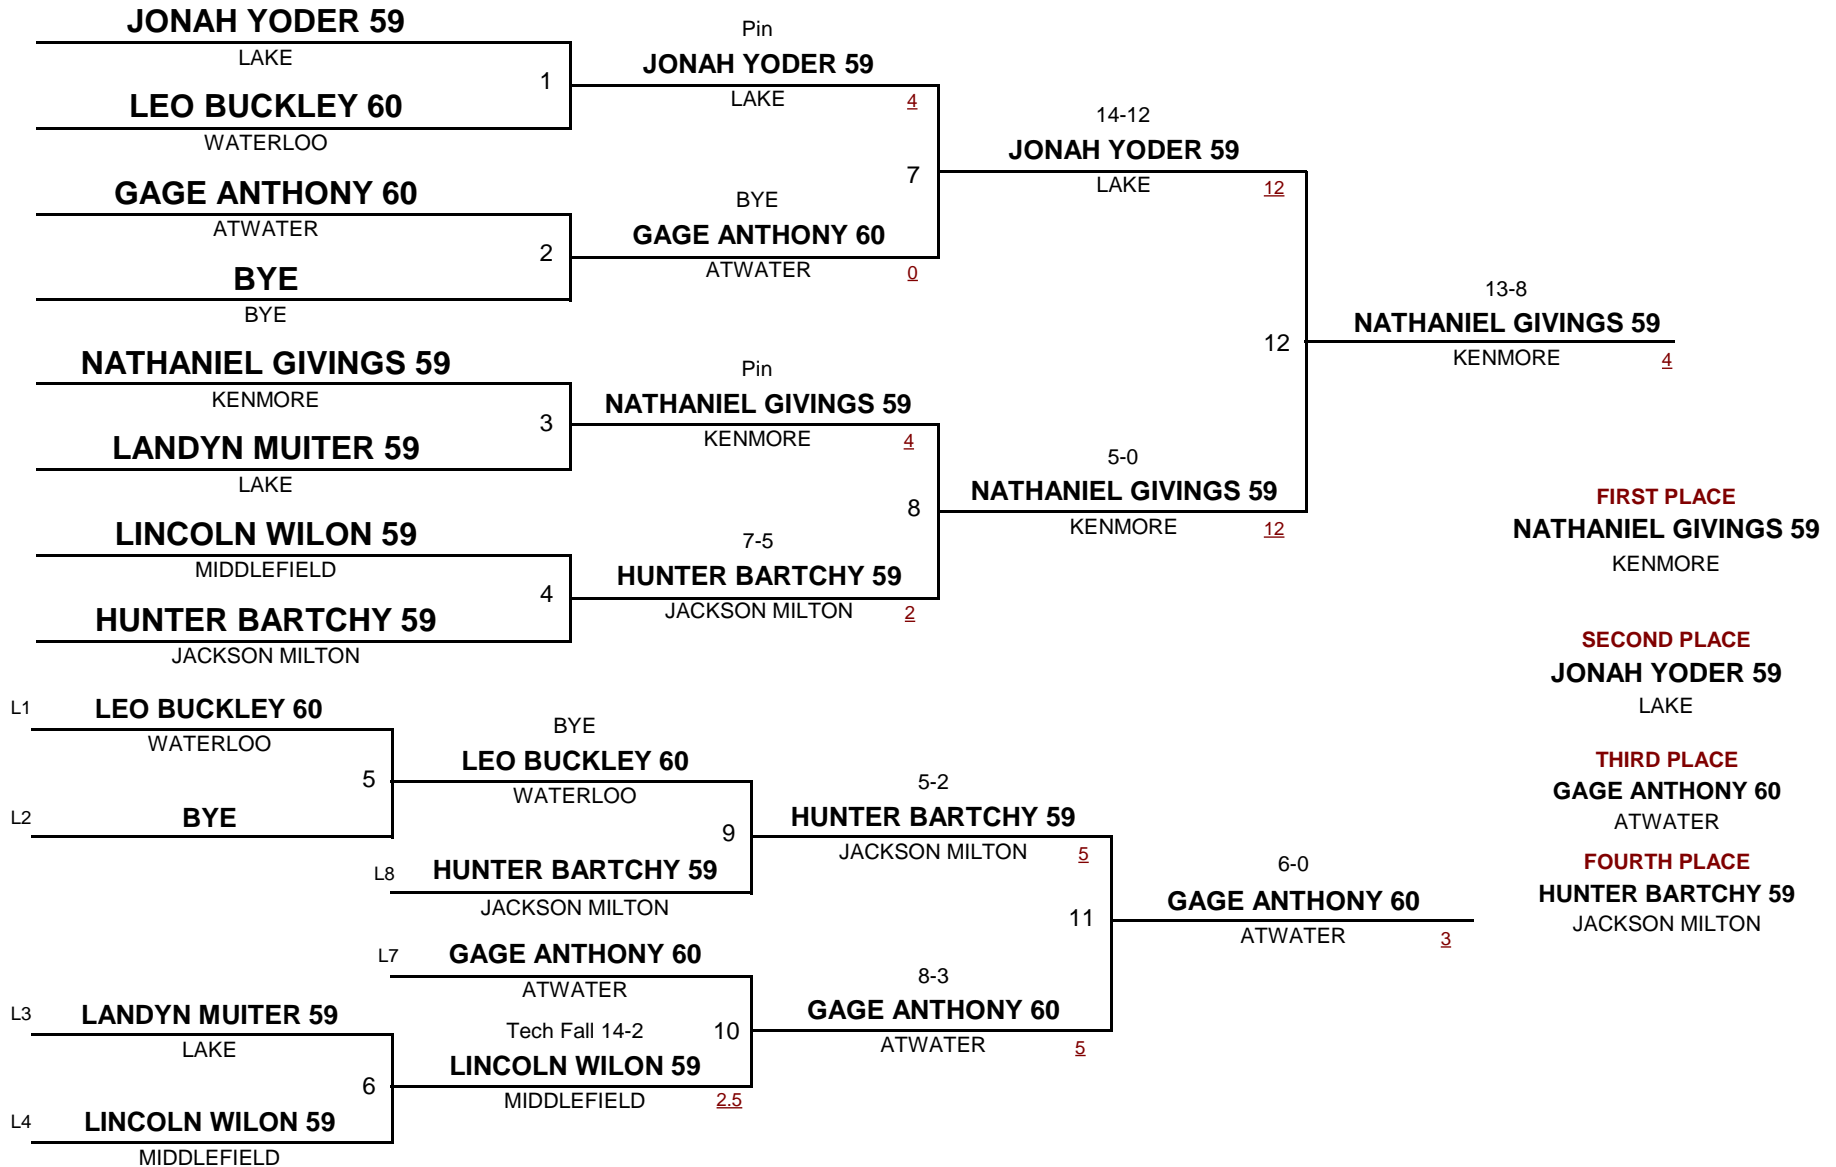 JONAH YODER 59
LAKE
1
LEO BUCKLEY 60
WATERLOO
GAGE ANTHONY 60
ATWATER
2
BYE
BYE
NATHANIEL GIVINGS 59
KENMORE
3
LANDYN MUITER 59
LAKE
LINCOLN WILON 59
MIDDLEFIELD
4
HUNTER BARTCHY 59
JACKSON MILTON
Pin
JONAH YODER 59
LAKE 4
7
BYE
GAGE ANTHONY 60
ATWATER 0
Pin
NATHANIEL GIVINGS 59
KENMORE 4
8
7-5
HUNTER BARTCHY 59
JACKSON MILTON 2
14-12
JONAH YODER 59
LAKE 12
12
5-0
NATHANIEL GIVINGS 59
KENMORE 12
13-8
NATHANIEL GIVINGS 59
KENMORE 4
FIRST PLACE
NATHANIEL GIVINGS 59
KENMORE
SECOND PLACE
JONAH YODER 59
LAKE
THIRD PLACE
GAGE ANTHONY 60
ATWATER
FOURTH PLACE
HUNTER BARTCHY 59
JACKSON MILTON
L1 LEO BUCKLEY 60
WATERLOO
5
L2 BYE
BYE
LEO BUCKLEY 60
WATERLOO
9
L8 HUNTER BARTCHY 59
JACKSON MILTON
L7 GAGE ANTHONY 60
ATWATER
10
Tech Fall 14-2
LINCOLN WILON 59
MIDDLEFIELD 2.5
L3 LANDYN MUITER 59
LAKE
6
L4 LINCOLN WILON 59
MIDDLEFIELD
5-2
HUNTER BARTCHY 59
JACKSON MILTON 5
11
8-3
GAGE ANTHONY 60
ATWATER 5
6-0
GAGE ANTHONY 60
ATWATER 3